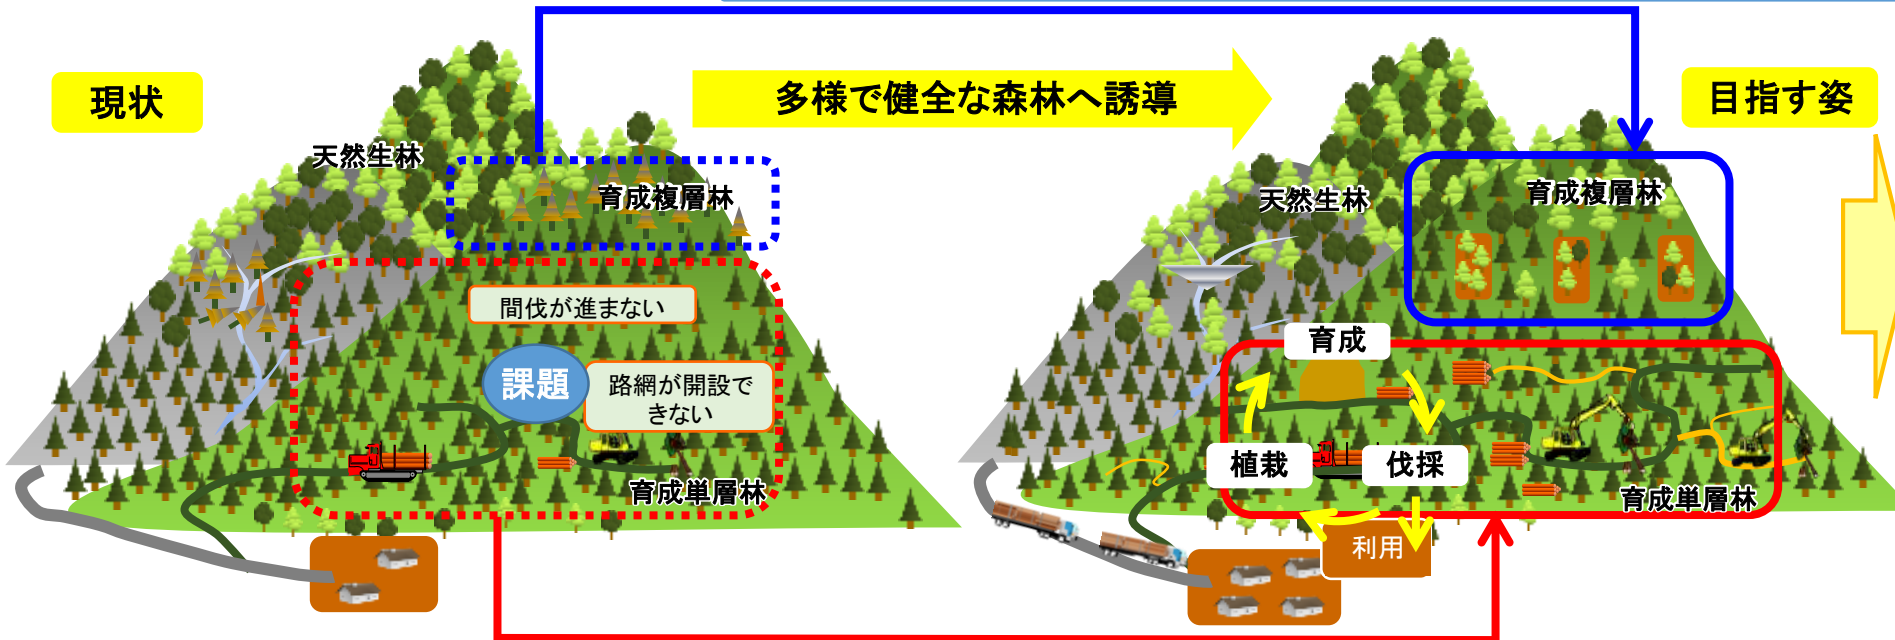 現状
多様で健全な森林へ誘導
目指す姿
天然生林
育成複層林
間伐が進まない
課題
路網が開設で
きない
育成単層林
天然生林
育成複層林
育成
植栽
伐採
育成単層林
利用